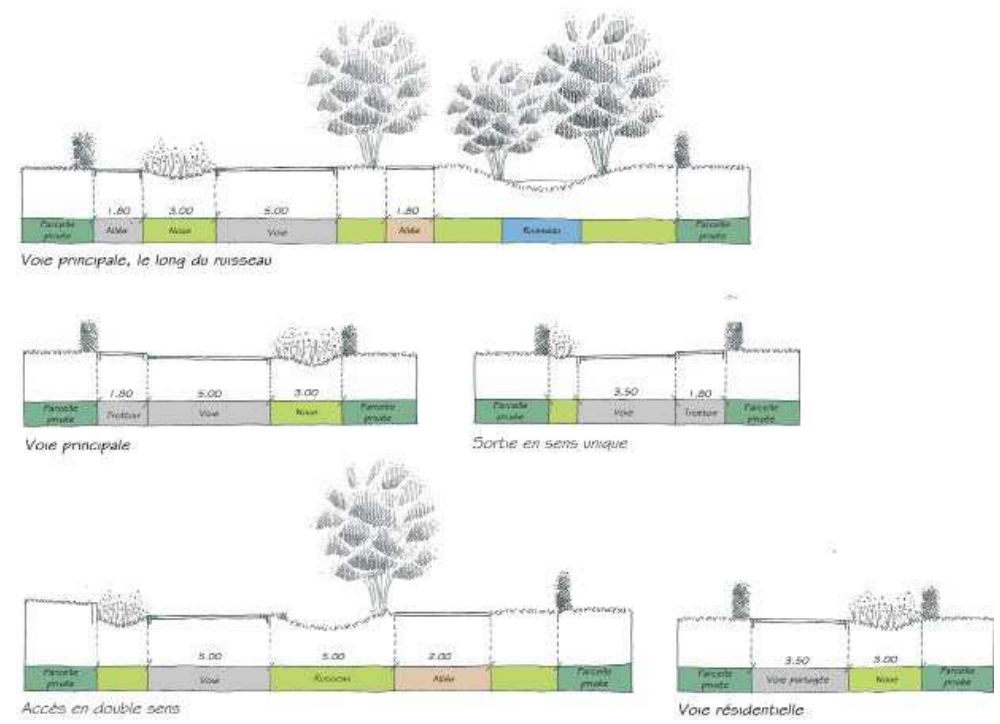 1.80 3.00 5.00 1.80
Parcelle privée Allée Noue Voie Allée Ruisseau Parcelle privée
Voie principale, le long du ruisseau
1.80 5.00 3.00
Parcelle privée Trottoir Voie Noue Parcelle privée
Voie principale
3.50 1.80
Parcelle privée Voie Trottoir Parcelle privée
Sortie en sens unique
5.00 5.00 2.00
Parcelle privée Voie Ruisseau Allée Parcelle privée
Accès en double sens
3.50 3.00
Parcelle privée Voie partagée Noue Parcelle privée
Voie résidentielle